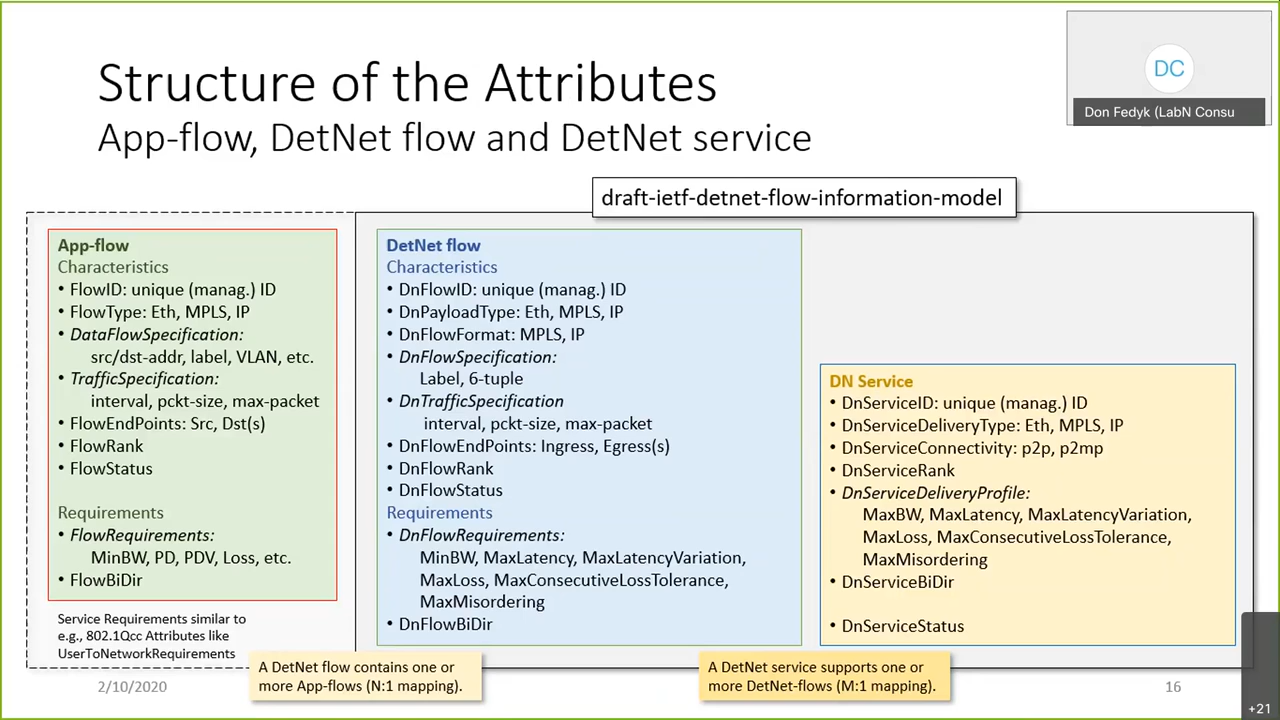 Structure of the Attributes
App-flow, DetNet flow and DetNet service
DC
Don Fedyk (LabN Consu
draft-ietf-detnet-flow-information-model
App-flow
Characteristics
• FlowID: unique (manag.) ID
• FlowType: Eth, MPLS, IP
• DataFlowSpecification:
src/dst-addr, label, VLAN, etc.
• TrafficSpecification:
interval, pckt-size, max-packet
• FlowEndPoints: Src, Dst(s)
• FlowRank
• FlowStatus
Requirements
• FlowRequirements:
MinBW, PD, PDV, Loss, etc.
• FlowBiDir
Service Requirements similar to
e.g., 802.1Qcc Attributes like
UserToNetworkRequirements
DetNet flow
Characteristics
• DnFlowID: unique (manag.) ID
• DnPayloadType: Eth, MPLS, IP
• DnFlowFormat: MPLS, IP
• DnFlowSpecification:
Label, 6-tuple
• DnTrafficSpecification
interval, pckt-size, max-packet
• DnFlowEndPoints: Ingress, Egress(s)
• DnFlowRank
• DnFlowStatus
Requirements
• DnFlowRequirements:
MinBW, MaxLatency, MaxLatencyVariation,
MaxLoss, MaxConsecutiveLossTolerance,
MaxMisordering
• DnFlowBiDir
DN Service
• DnServiceID: unique (manag.) ID
• DnServiceDeliveryType: Eth, MPLS, IP
• DnServiceConnectivity: p2p, p2mp
• DnServiceRank
• DnServiceDeliveryProfile:
MaxBW, MaxLatency, MaxLatencyVariation,
MaxLoss, MaxConsecutiveLossTolerance,
MaxMisordering
• DnServiceBiDir
• DnServiceStatus
A DetNet flow contains one or
more App-flows (N:1 mapping).
A DetNet service supports one or
more DetNet-flows (M:1 mapping).
2/10/2020
16
+21